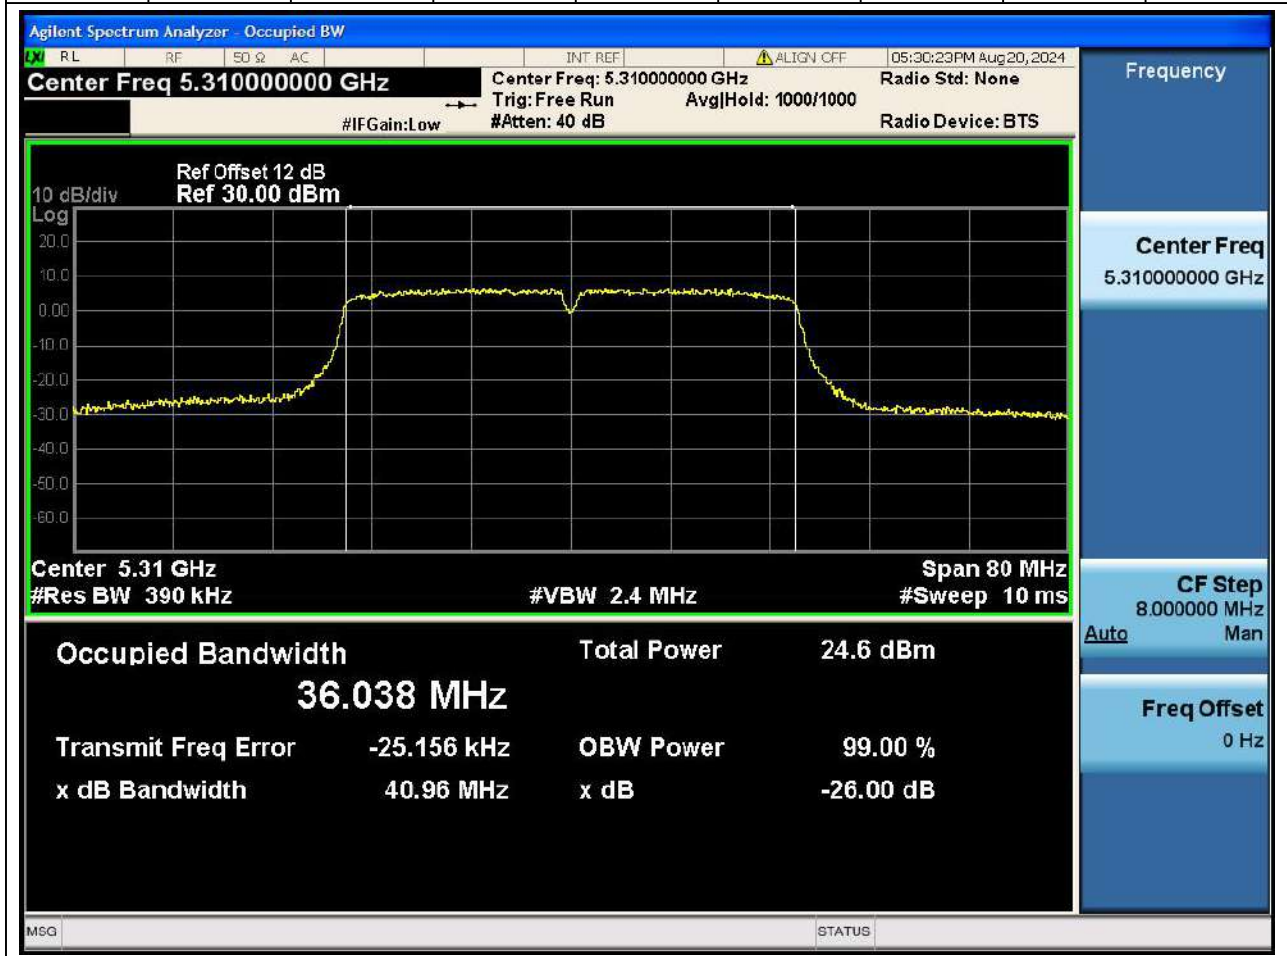 Agilent Spectrum Analyzer - Occupied BW
LXI RL RF 50 Ω AC INT REF ALIGN OFF 05:30:23PM Aug20, 2024
Center Freq 5.310000000 GHz
Center Freq: 5.310000000 GHz
Radio Std: None
Trig: Free Run
Avg|Hold: 1000/1000
#IFGain:Low
#Atten: 40 dB
Radio Device: BTS
Ref Offset 12 dB
10 dB/div
Ref 30.00 dBm
Log
20.0
10.0
0.00
-10.0
-20.0
-30.0
-40.0
-50.0
-60.0
Center 5.31 GHz
Span 80 MHz
#Res BW 390 kHz
#VBW 2.4 MHz
#Sweep 10 ms
Occupied Bandwidth
Total Power 24.6 dBm
36.038 MHz
Transmit Freq Error -25.156 kHz
OBW Power 99.00 %
x dB Bandwidth 40.96 MHz
x dB -26.00 dB
Frequency
Center Freq
5.310000000 GHz
CF Step
8.000000 MHz
Auto Man
Freq Offset
0 Hz
MSG
STATUS